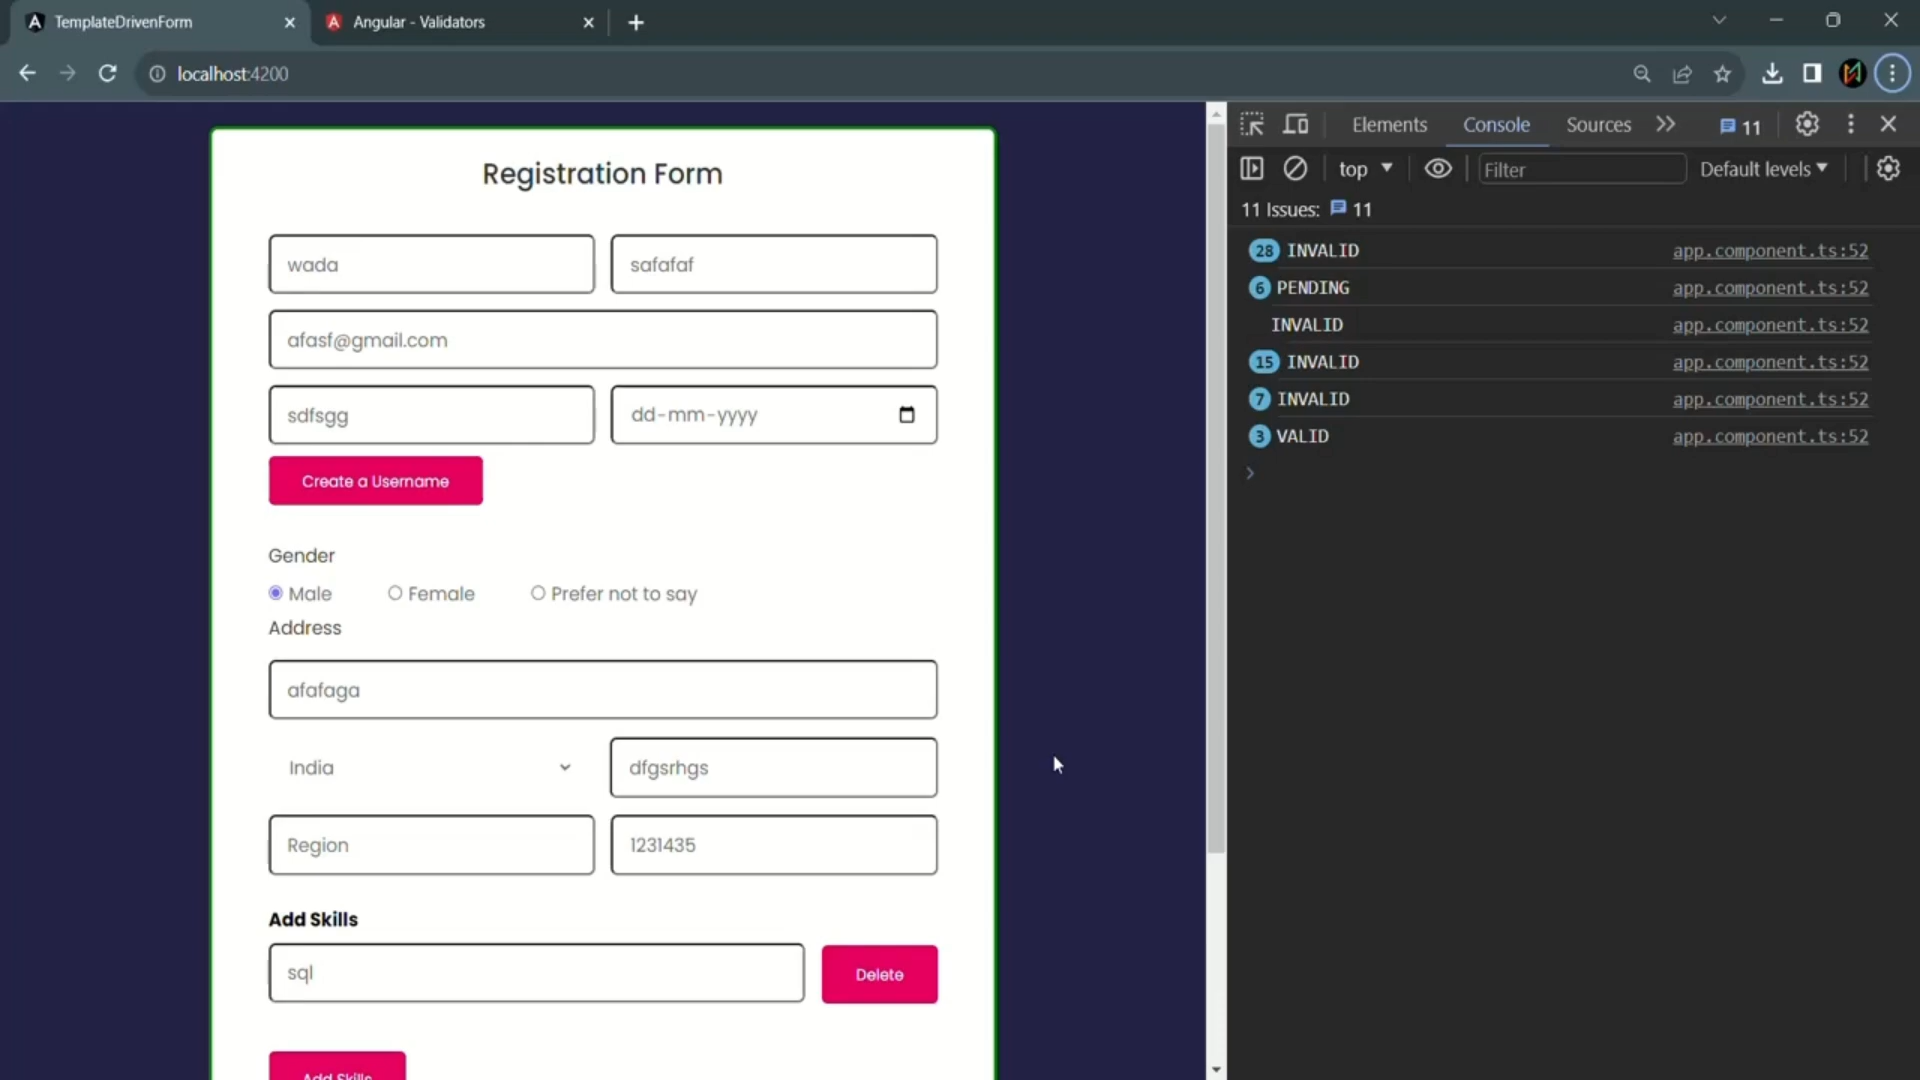 TemplateDrivenForm
Angular - Validators
localhost:4200
Registration Form
wada
safafaf
afasf@gmail.com
sdfsgg
dd-mm-yyyy
Create a Username
Gender
Male Female Prefer not to say
Address
afafaga
India
dfgsrhgs
Region
1231435
Add Skills
sql
Delete
Add Skills
Elements Console Sources 11
top Filter Default levels
11 Issues: 11
28 INVALID app.component.ts:52
6 PENDING app.component.ts:52
INVALID app.component.ts:52
15 INVALID app.component.ts:52
7 INVALID app.component.ts:52
3 VALID app.component.ts:52